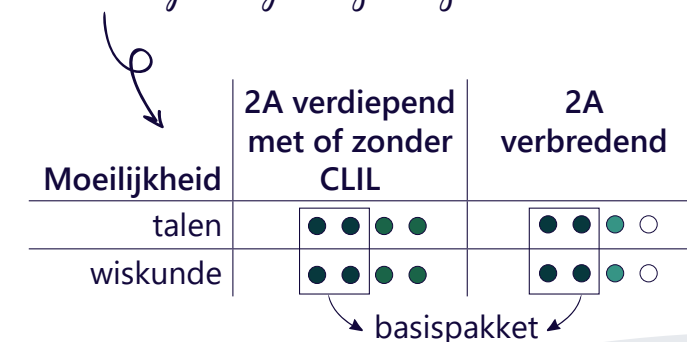 2A verdiepend
met of zonder
CLIL
2A
verbredend
Moeilijkheid
talen
wiskunde
basispakket